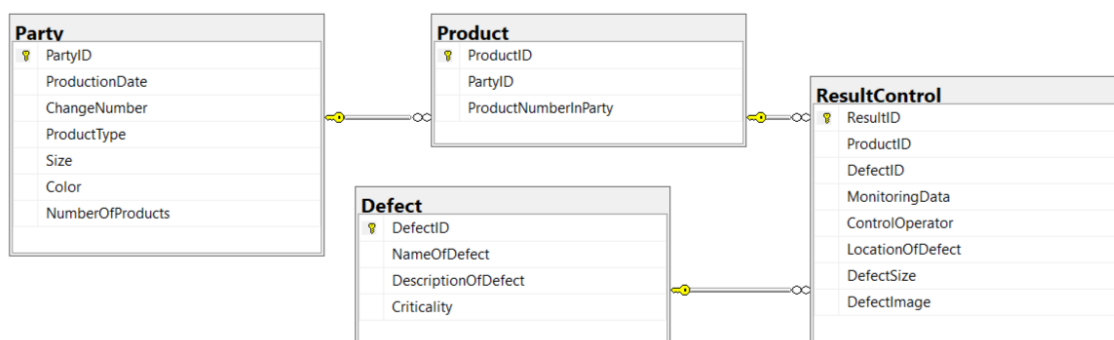 Party
PartyID
ProductionDate
ChangeNumber
ProductType
Size
Color
NumberOfProducts
Product
ProductID
PartyID
ProductNumberInParty
ResultControl
ResultID
ProductID
DefectID
MonitoringData
ControlOperator
LocationOfDefect
DefectSize
DefectImage
Defect
DefectID
NameOfDefect
DescriptionOfDefect
Criticality